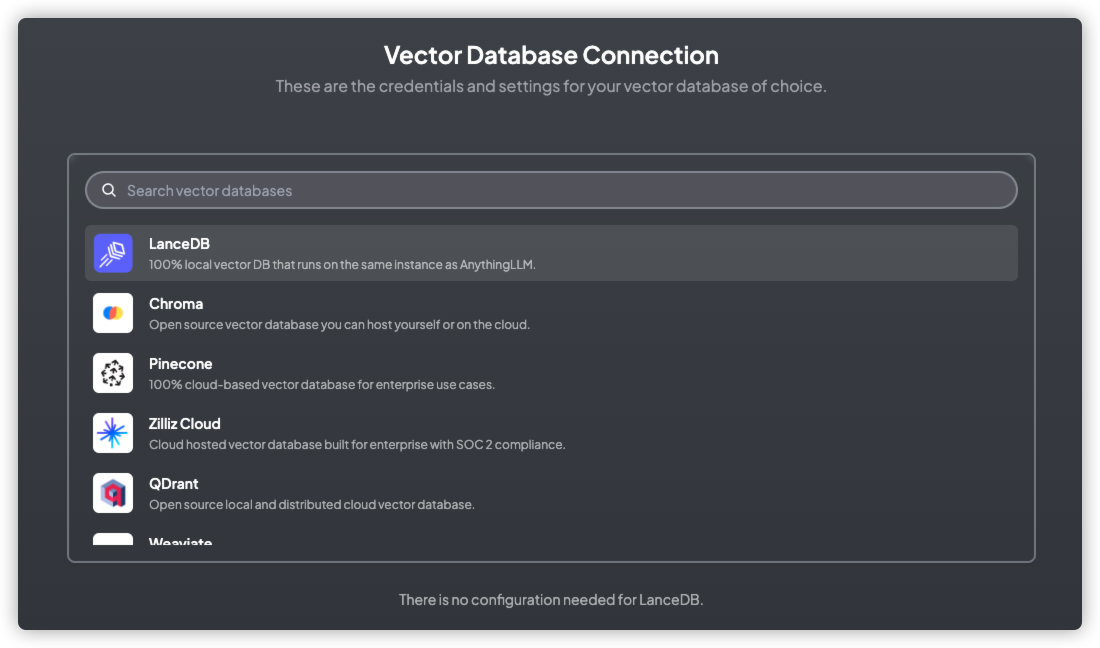 Vector Database Connection
These are the credentials and settings for your vector database of choice.
Search vector databases
LanceDB
100% local vector DB that runs on the same instance as AnythingLLM.
Chroma
Open source vector database you can host yourself or on the cloud.
Pinecone
100% cloud-based vector database for enterprise use cases.
Zilliz Cloud
Cloud hosted vector database built for enterprise with SOC 2 compliance.
QDrant
Open source local and distributed cloud vector database.
Weaviate
There is no configuration needed for LanceDB.